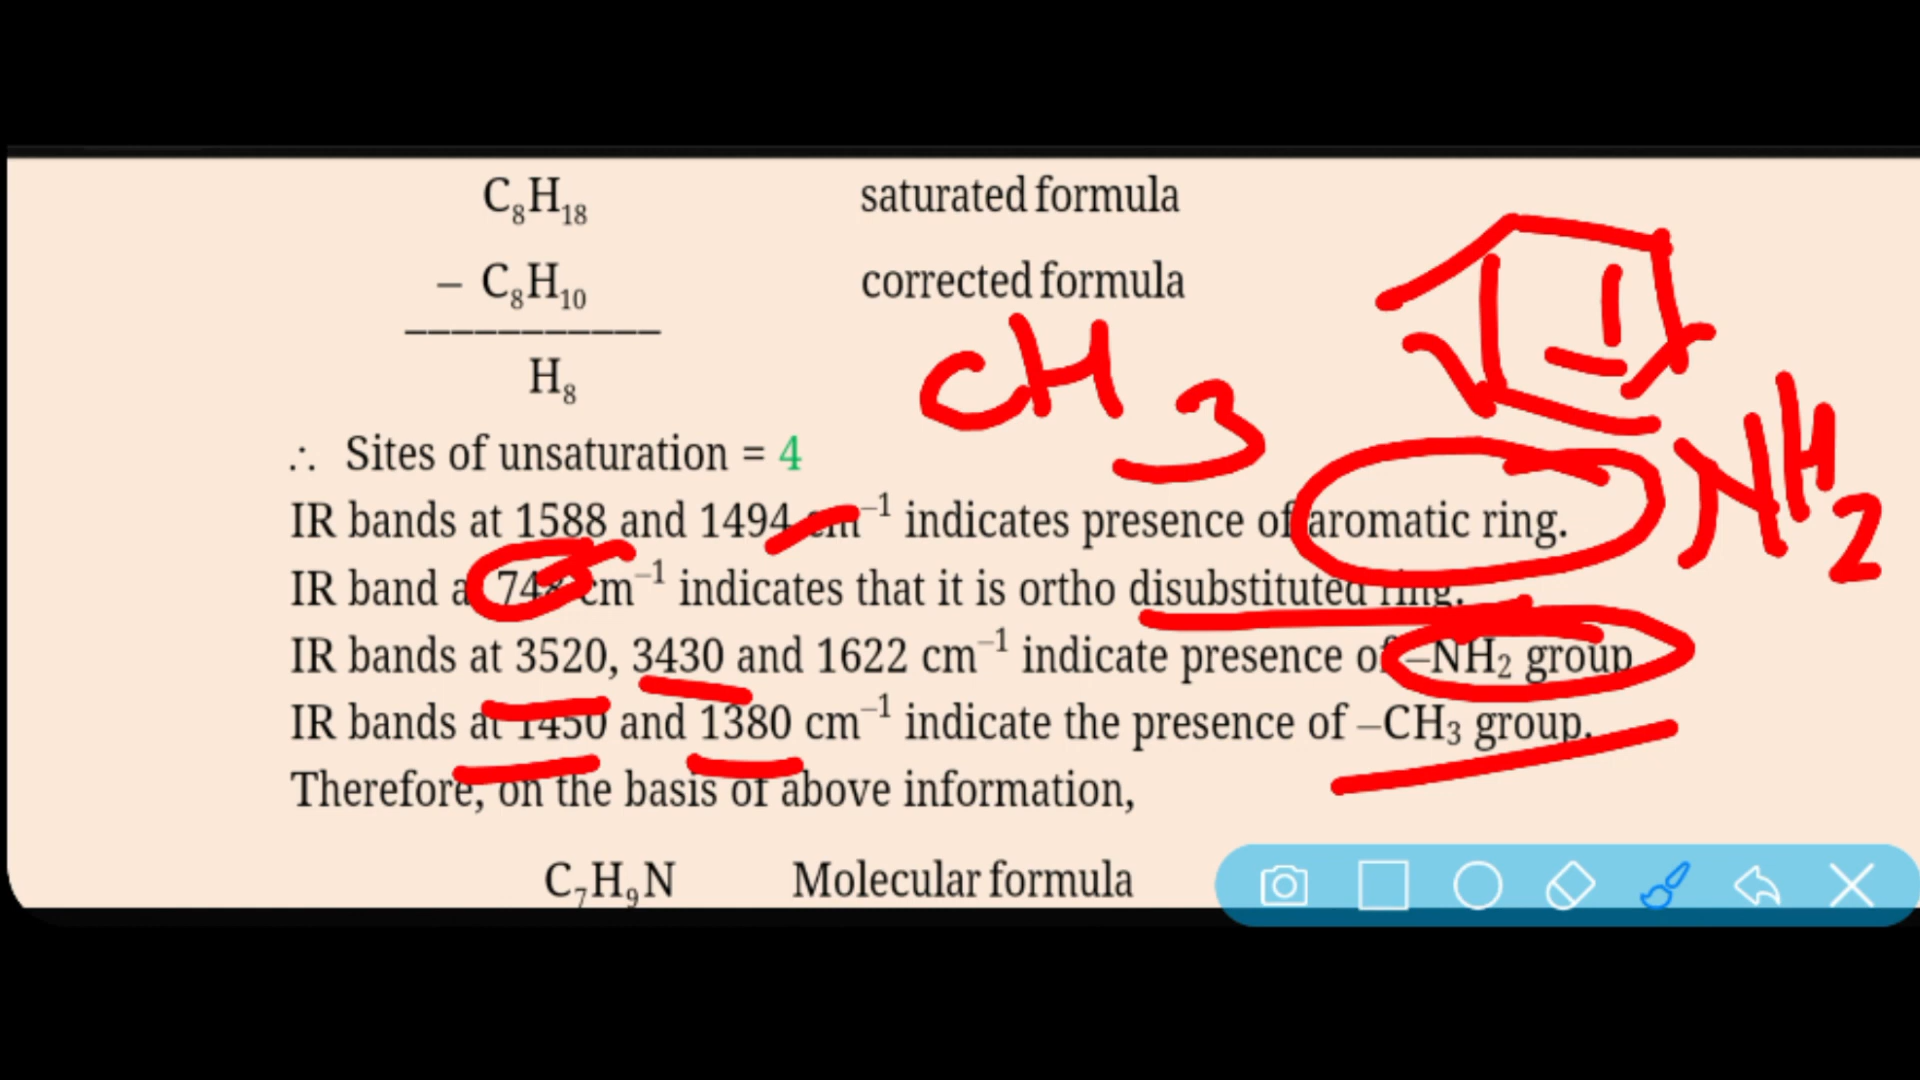 C₈H₁₈ saturated formula
– C₈H₁₀ corrected formula
H₈
CH3
NH2
∴ Sites of unsaturation = 4
IR bands at 1588 and 1494 cm⁻¹ indicates presence of aromatic ring.
IR band at 748 cm⁻¹ indicates that it is ortho disubstituted ring.
IR bands at 3520, 3430 and 1622 cm⁻¹ indicate presence of –NH₂ group
IR bands at 1450 and 1380 cm⁻¹ indicate the presence of –CH₃ group.
Therefore, on the basis of above information,
C₇H₉N Molecular formula